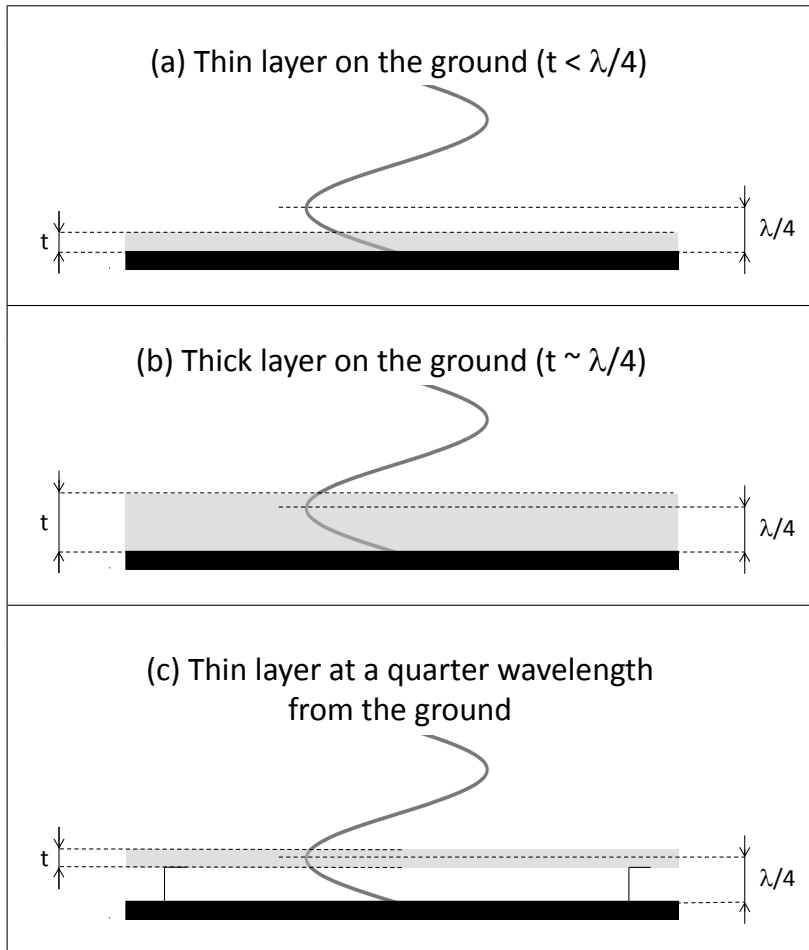 (a) Thin layer on the ground (t < λ/4)
t
λ/4
(b) Thick layer on the ground (t ~ λ/4)
t
λ/4
(c) Thin layer at a quarter wavelength
from the ground
t
λ/4